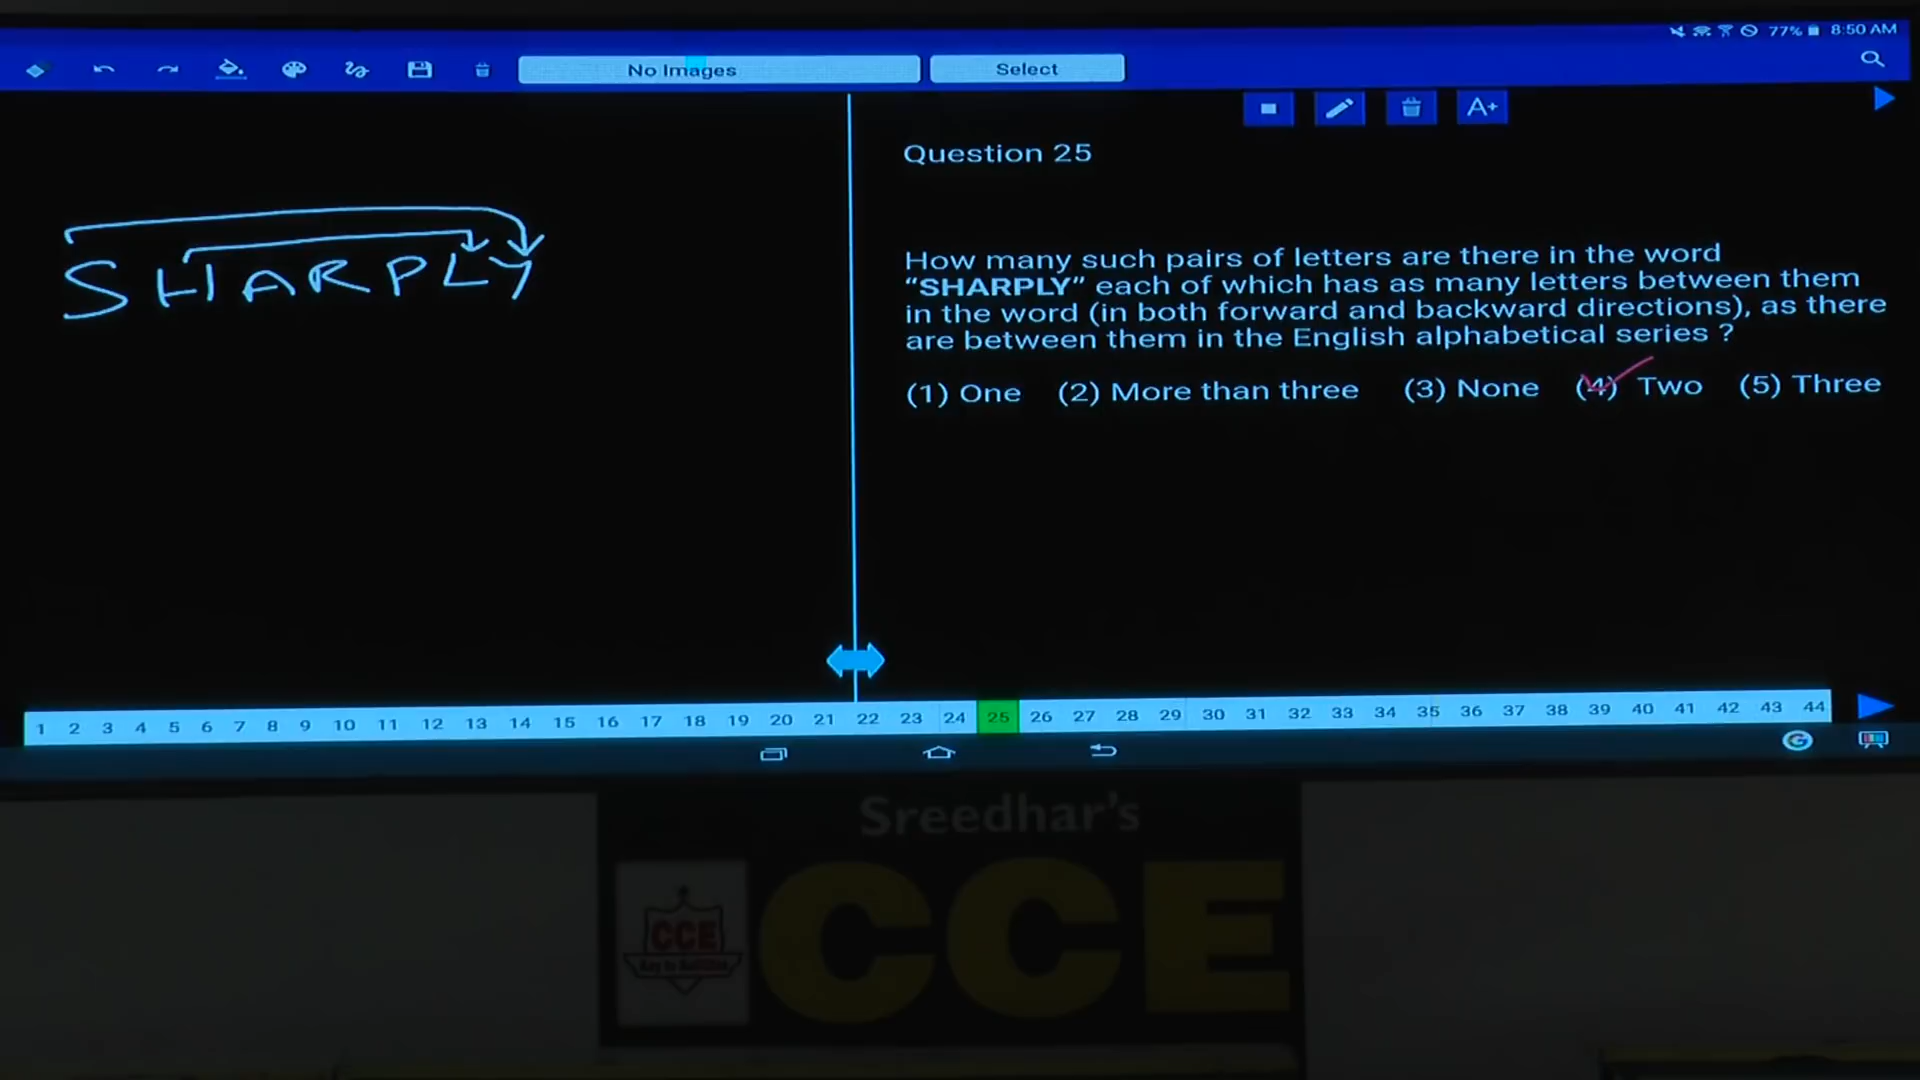 77% 8:50 AM
No Images Select
A+
Question 25
SHARPLY
How many such pairs of letters are there in the word
“SHARPLY” each of which has as many letters between them
in the word (in both forward and backward directions), as there
are between them in the English alphabetical series ?
(1) One (2) More than three (3) None (4) Two (5) Three
1 2 3 4 5 6 7 8 9 10 11 12 13 14 15 16 17 18 19 20 21 22 23 24 25 26 27 28 29 30 31 32 33 34 35 36 37 38 39 40 41 42 43 44
G
Sreedhar's
CCE
CCE